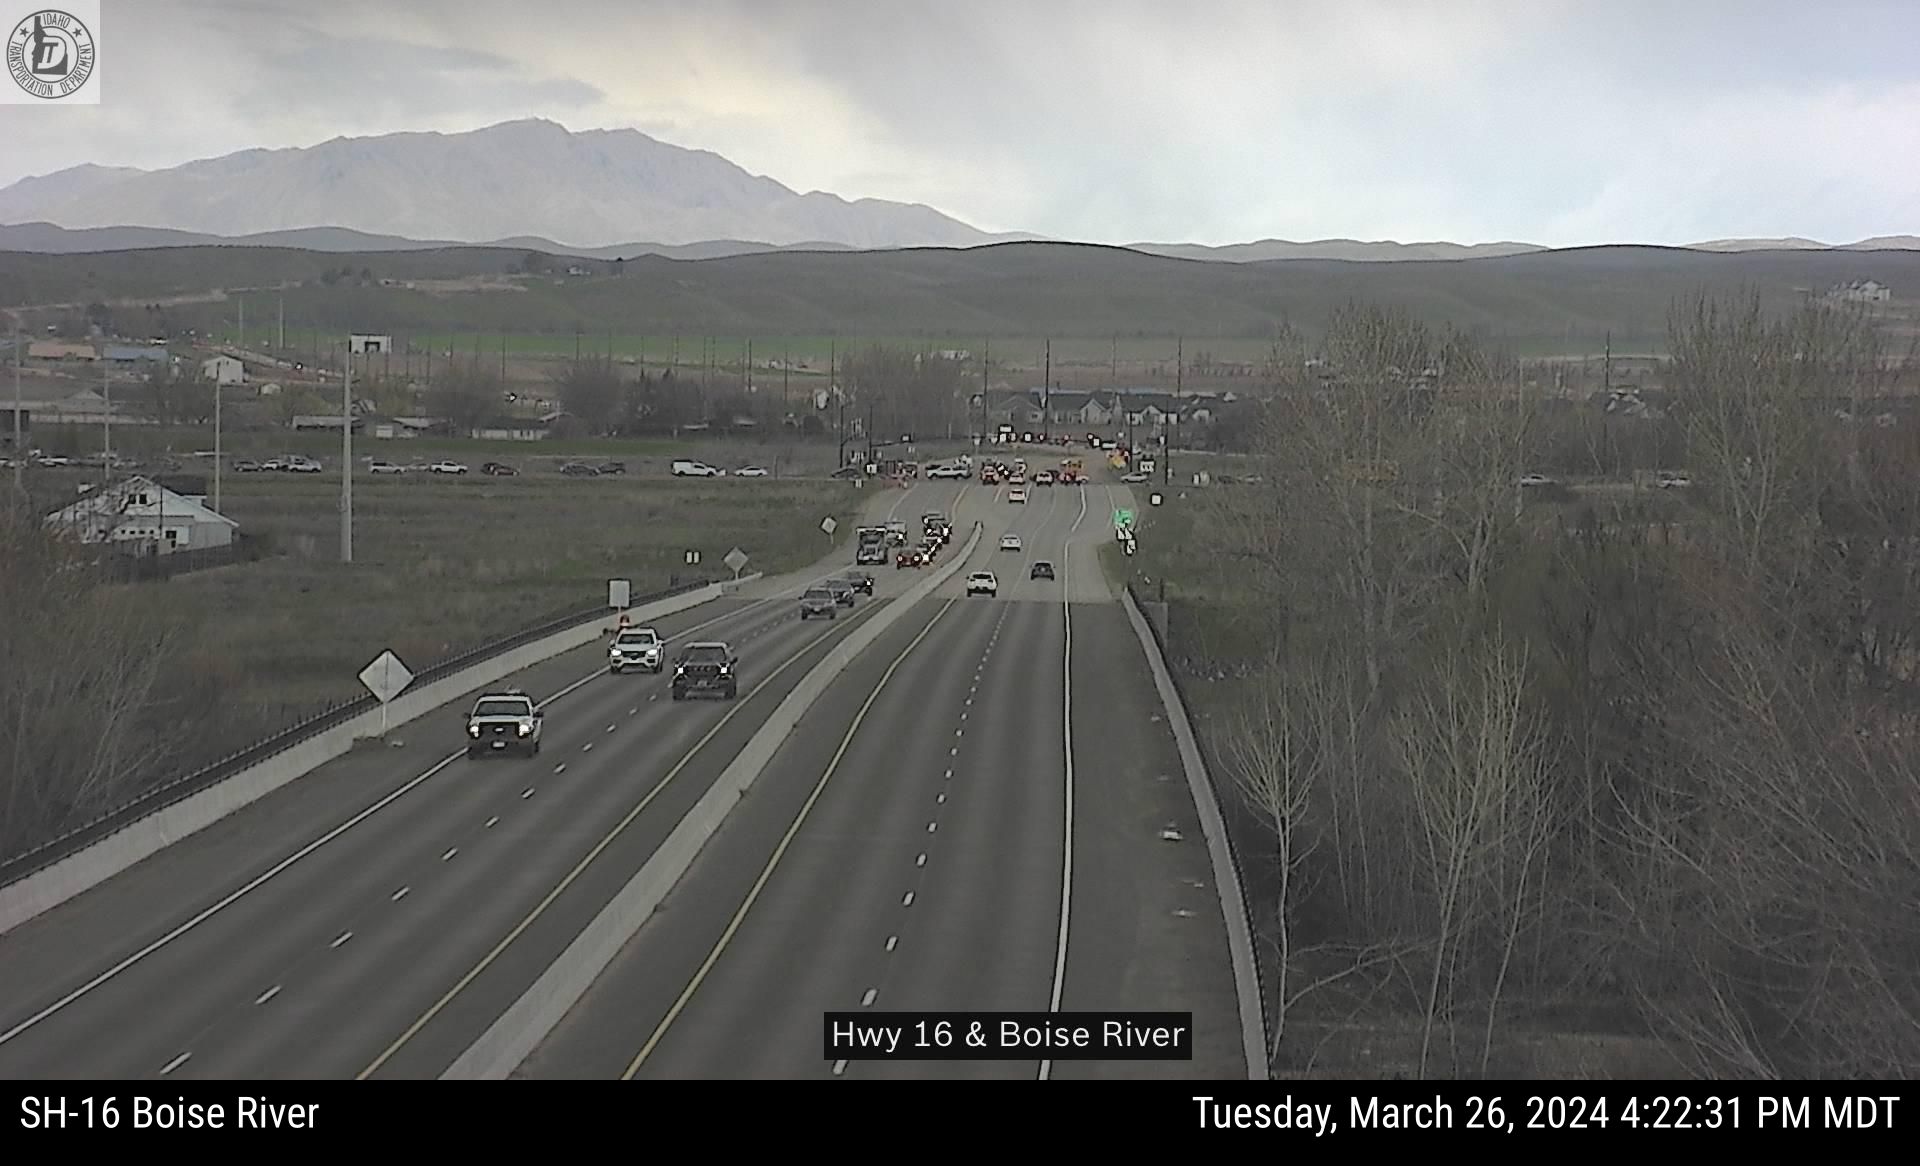 IDAHO
TRANSPORTATION DEPARTMENT
Hwy 16 & Boise River
SH-16 Boise River
Tuesday, March 26, 2024 4:22:31 PM MDT